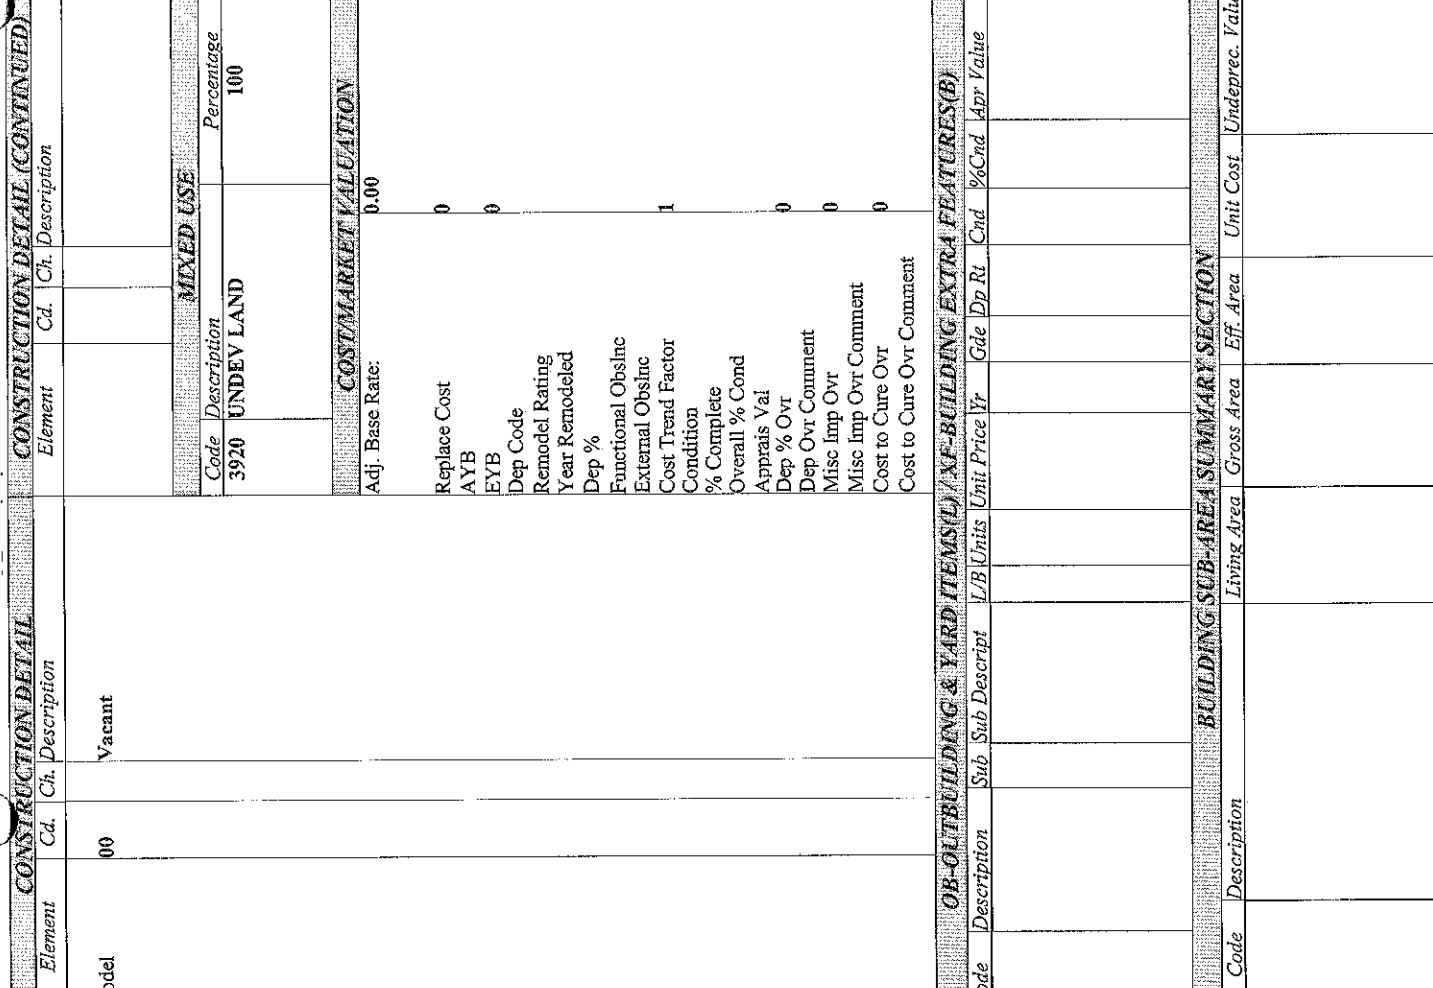 CONSTRUCTION DETAIL
Element Cd. Ch. Description
odel 00 Vacant
CONSTRUCTION DETAIL (CONTINUED)
Element Cd. Ch. Description
MIXED USE
Code Description Percentage
3920 UNDEV LAND 100
COST/MARKET VALUATION
Adj. Base Rate: 0.00
Replace Cost 0
AYB
EYB 0
Dep Code
Remodel Rating
Year Remodeled
Dep %
Functional Obslnc
External Obslnc
Cost Trend Factor 1
Condition
% Complete
Overall % Cond
Apprais Val
Dep % Ovr 0
Dep Ovr Comment
Misc Imp Ovr 0
Misc Imp Ovr Comment
Cost to Cure Ovr 0
Cost to Cure Ovr Comment
OB-OUTBUILDING & YARD ITEMS(L) / XF-BUILDING EXTRA FEATURES(B)
ode Description Sub Sub Descript L/B Units Unit Price Yr Gde Dp Rt Cnd %Cnd Apr Value
BUILDING SUB-AREA SUMMARY SECTION
Code Description Living Area Gross Area Eff. Area Unit Cost Undeprec. Valu